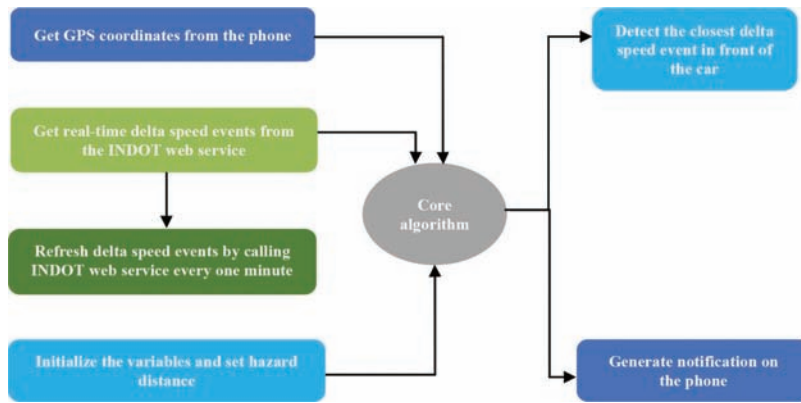 Get GPS coordinates from the phone
Get real-time delta speed events from
the INDOT web service
Refresh delta speed events by calling
INDOT web service every one minute
Initialize the variables and set hazard
distance
Core
algorithm
Detect the closest delta
speed event in front of
the car
Generate notification on
the phone